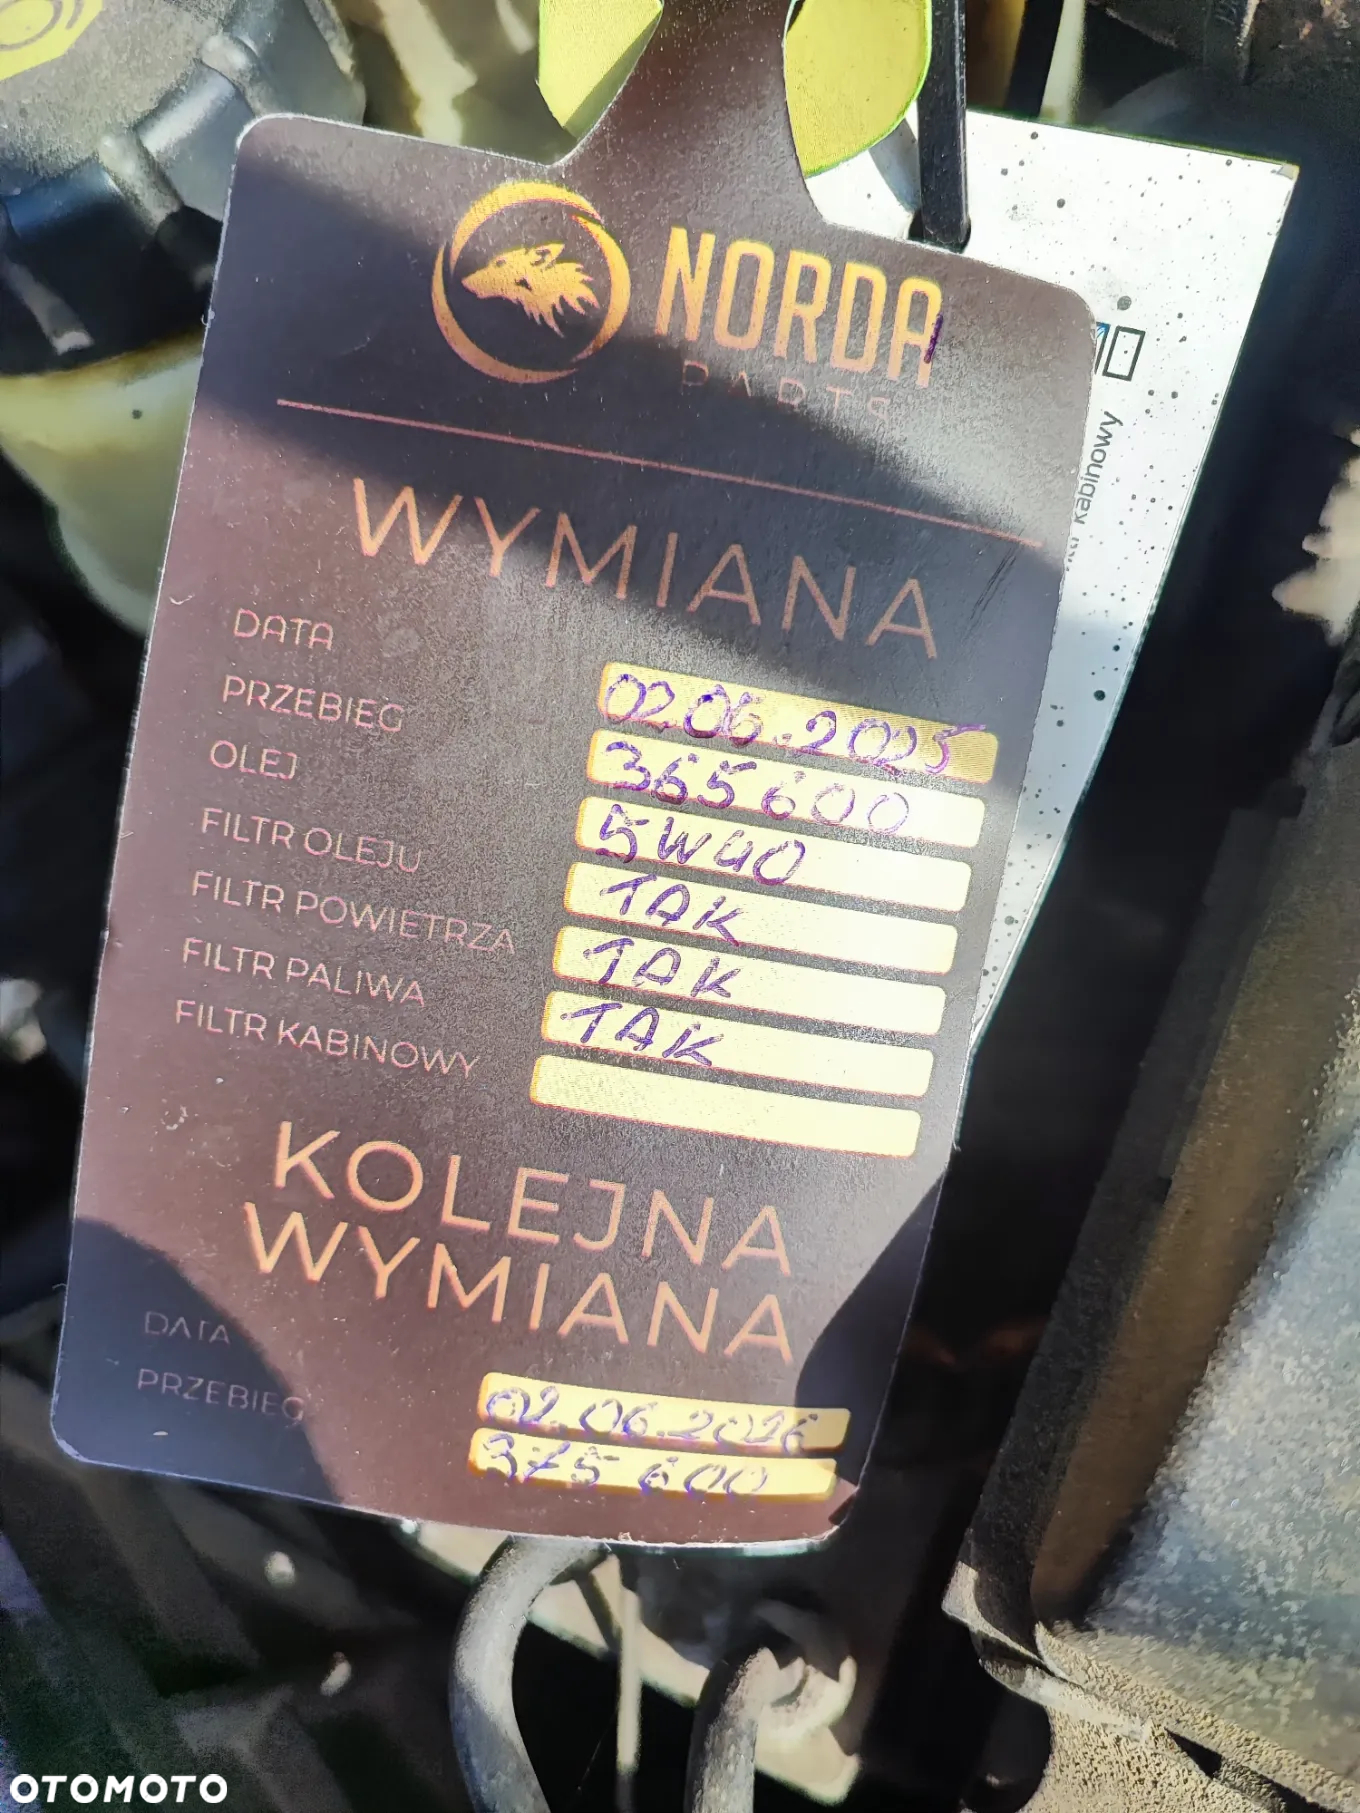 NORDA
PARTS
WYMIANA
DATA 02.06.2025
PRZEBIEG 365600
OLEJ 5W40
FILTR OLEJU TAK
FILTR POWIETRZA TAK
FILTR PALIWA TAK
FILTR KABINOWY
KOLEJNA
WYMIANA
DATA 02.06.2026
PRZEBIEG 375 600
kabinowy
OTOMOTO